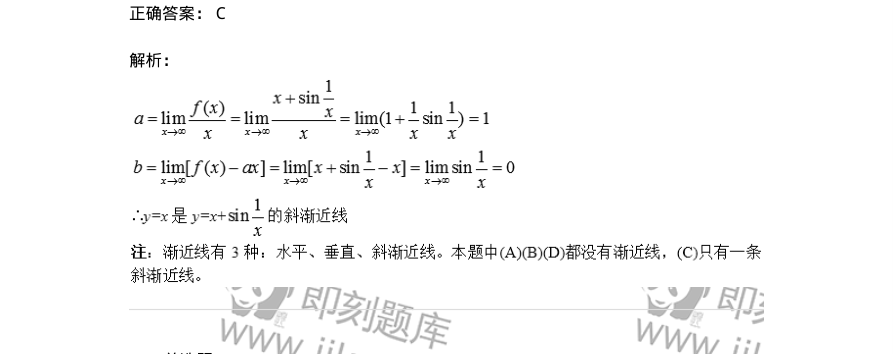 正确答案： C
解析：
a = lim_{x→∞} f(x)/x = lim_{x→∞} (x + sin 1/x)/x = lim_{x→∞} (1 + 1/x sin 1/x) = 1
b = lim_{x→∞} [f(x) − ax] = lim_{x→∞} [x + sin 1/x − x] = lim_{x→∞} sin 1/x = 0
∴y=x 是 y=x+sin 1/x 的斜渐近线
注：渐近线有 3 种：水平、垂直、斜渐近线。本题中(A)(B)(D)都没有渐近线，(C)只有一条
斜渐近线。
即刻题库
即刻